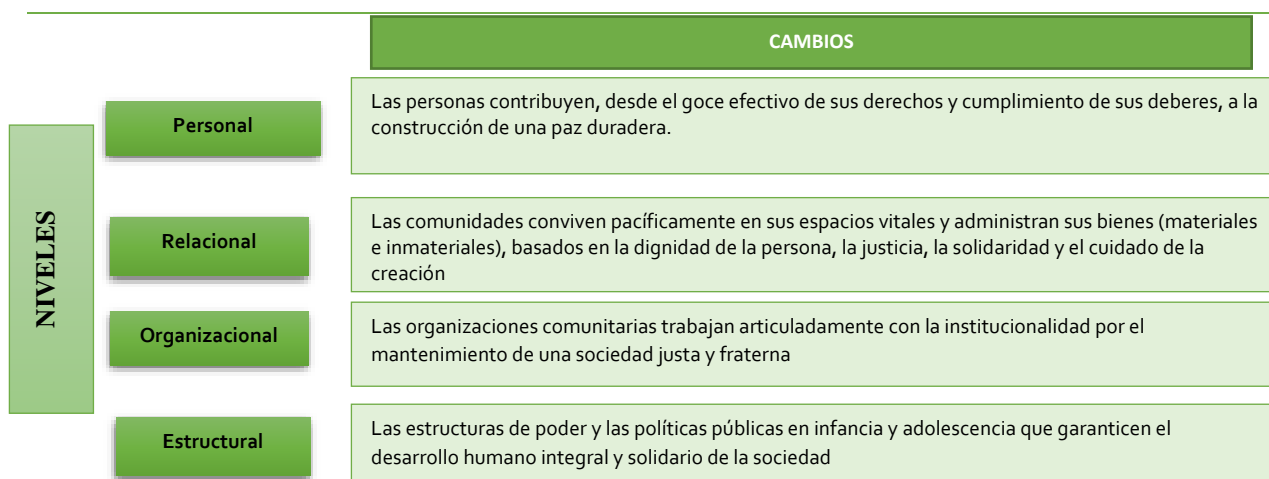 CAMBIOS
NIVELES
Personal
Las personas contribuyen, desde el goce efectivo de sus derechos y cumplimiento de sus deberes, a la
construcción de una paz duradera.
Relacional
Las comunidades conviven pacíficamente en sus espacios vitales y administran sus bienes (materiales
e inmateriales), basados en la dignidad de la persona, la justicia, la solidaridad y el cuidado de la
creación
Organizacional
Las organizaciones comunitarias trabajan articuladamente con la institucionalidad por el
mantenimiento de una sociedad justa y fraterna
Estructural
Las estructuras de poder y las políticas públicas en infancia y adolescencia que garanticen el
desarrollo humano integral y solidario de la sociedad